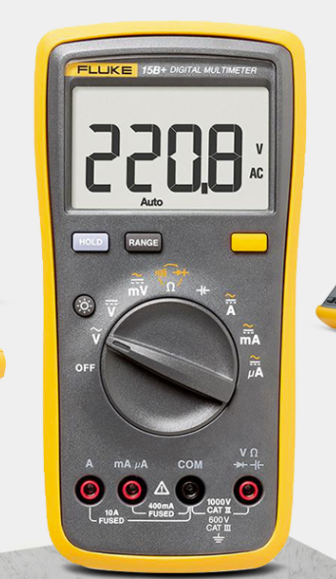 FLUKE 15B+ DIGITAL MULTIMETER
220.8 V AC
Auto
HOLD RANGE
mV Ω
V A
V mA
OFF μA
A mA μA COM V Ω
10A FUSED 400mA FUSED 1000V CAT II
600V CAT III